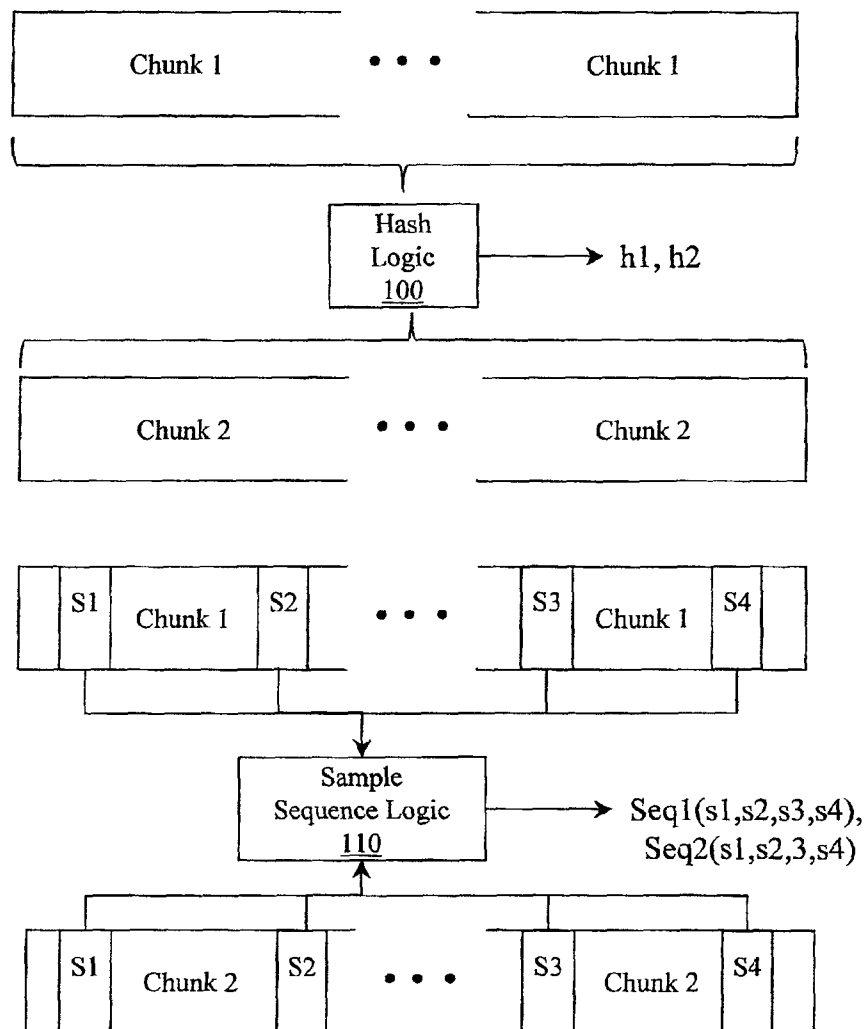 Chunk 1 • • • Chunk 1
Hash
Logic
100
h1, h2
Chunk 2 • • • Chunk 2
S1 Chunk 1 S2 • • • S3 Chunk 1 S4
Sample
Sequence Logic
110
Seq1(s1,s2,s3,s4),
Seq2(s1,s2,3,s4)
S1 Chunk 2 S2 • • • S3 Chunk 2 S4